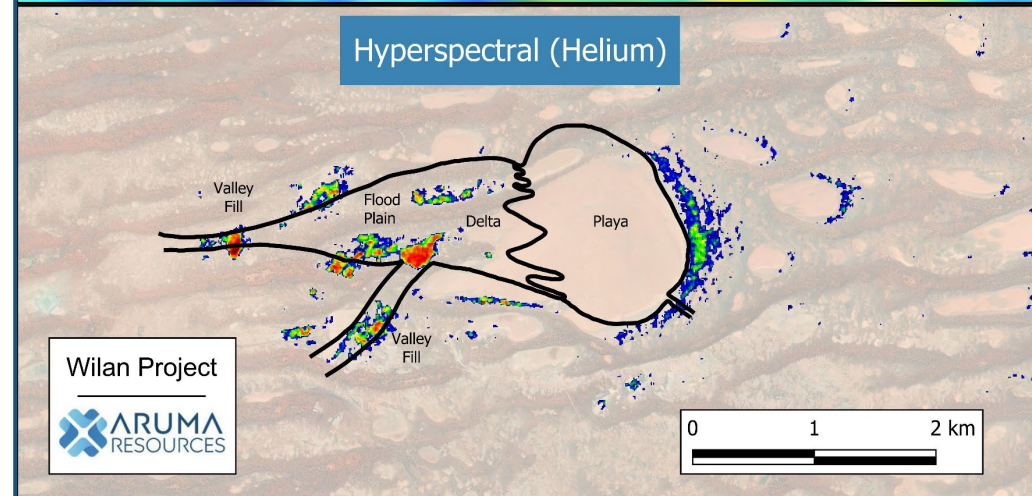 Hyperspectral (Helium)
Valley
Fill
Flood
Plain
Delta
Playa
Valley
Fill
Wilan Project
ARUMA
RESOURCES
0 1 2 km